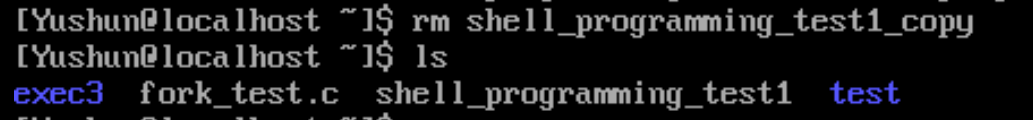 [Yushun@localhost ~]$ rm shell_programming_test1_copy
[Yushun@localhost ~]$ ls
exec3 fork_test.c shell_programming_test1 test